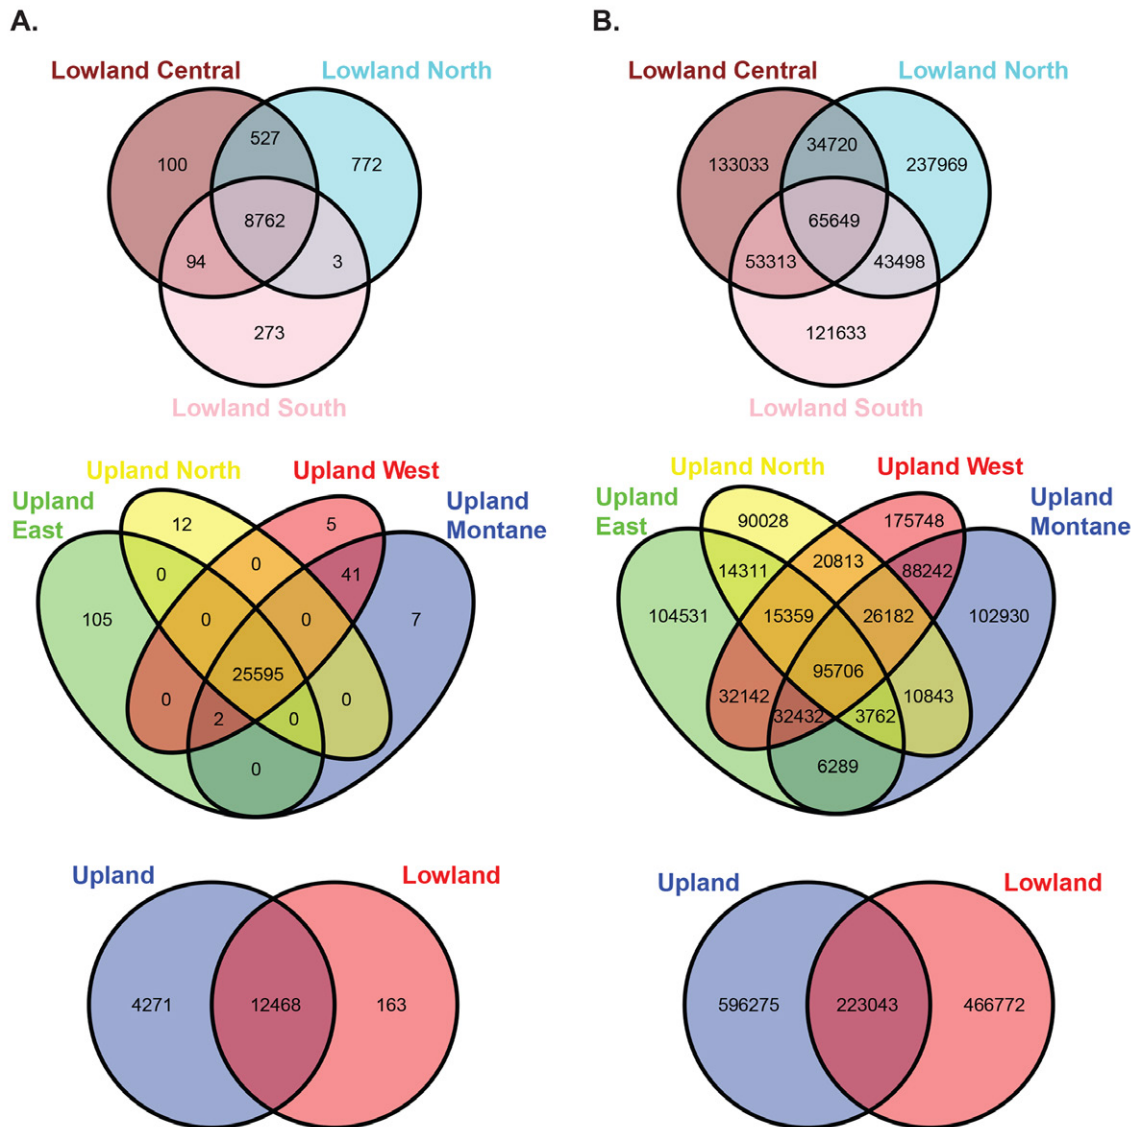 A.
B.
Lowland Central
Lowland North
527
100
772
8762
94
3
273
Lowland South
Lowland Central
Lowland North
34720
133033
237969
65649
53313
43498
121633
Lowland South
Upland North
Upland West
Upland
East
Upland
Montane
12
5
0
0
41
105
0
0
7
25595
0
0
2
0
0
Upland North
Upland West
Upland
East
Upland
Montane
90028
175748
20813
14311
88242
104531
15359
26182
102930
95706
32142
10843
32432
3762
6289
Upland
Lowland
4271
12468
163
Upland
Lowland
596275
223043
466772